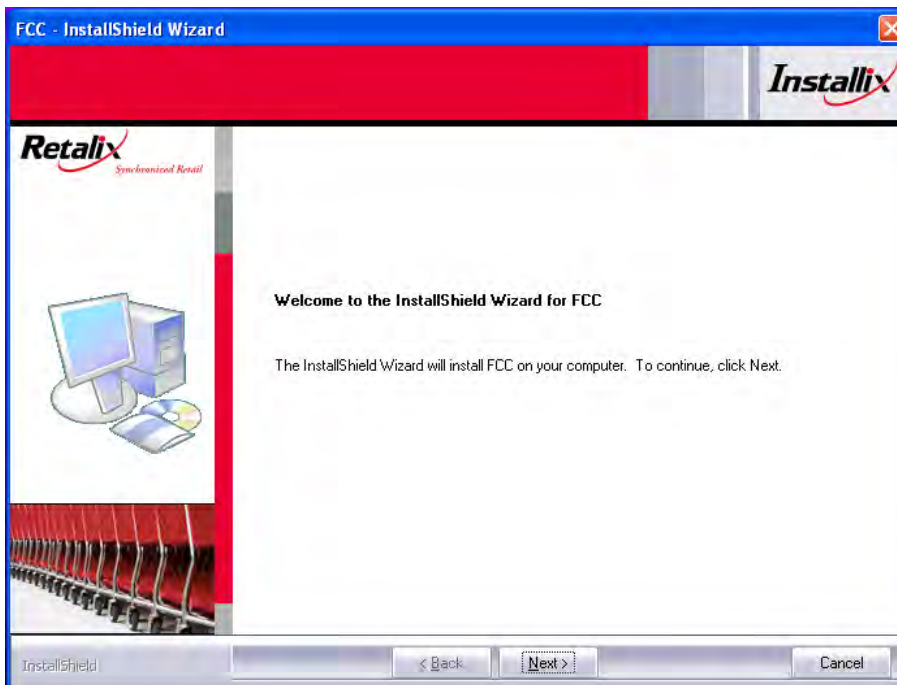 FCC - InstallShield Wizard
Installix
Retalix
Synchronized Retail
Welcome to the InstallShield Wizard for FCC
The InstallShield Wizard will install FCC on your computer. To continue, click Next.
InstallShield
< Back
Next >
Cancel